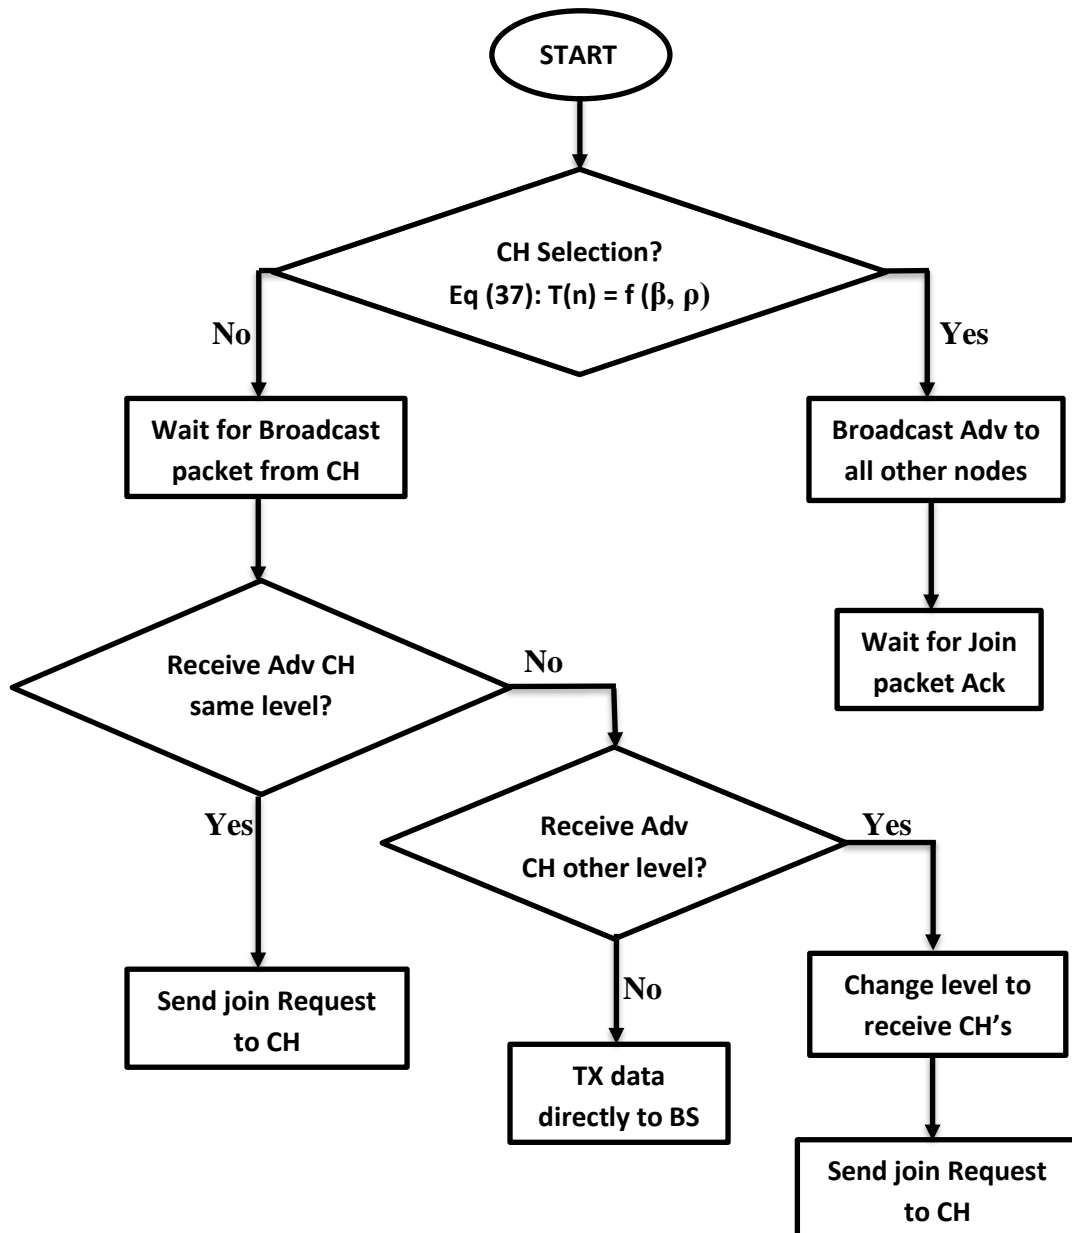 START
CH Selection?
Eq (37): T(n) = f (β, ρ)
No
Yes
Wait for Broadcast
packet from CH
Broadcast Adv to
all other nodes
Wait for Join
packet Ack
Receive Adv CH
same level?
No
Yes
Receive Adv
CH other level?
Yes
No
Send join Request
to CH
Change level to
receive CH’s
TX data
directly to BS
Send join Request
to CH